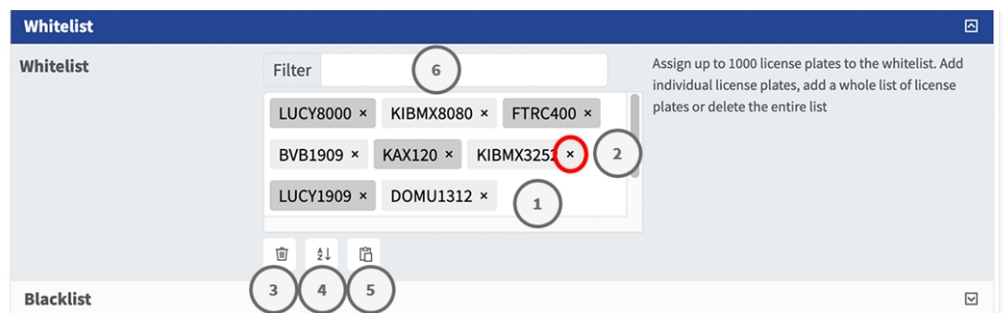 Whitelist
Whitelist
Filter
6
Assign up to 1000 license plates to the whitelist. Add
individual license plates, add a whole list of license
plates or delete the entire list
LUCY8000 × KIBMX8080 × FTRC400 ×
BVB1909 × KAX120 × KIBMX3252 × 2
LUCY1909 × DOMU1312 × 1
3 4 5
Blacklist